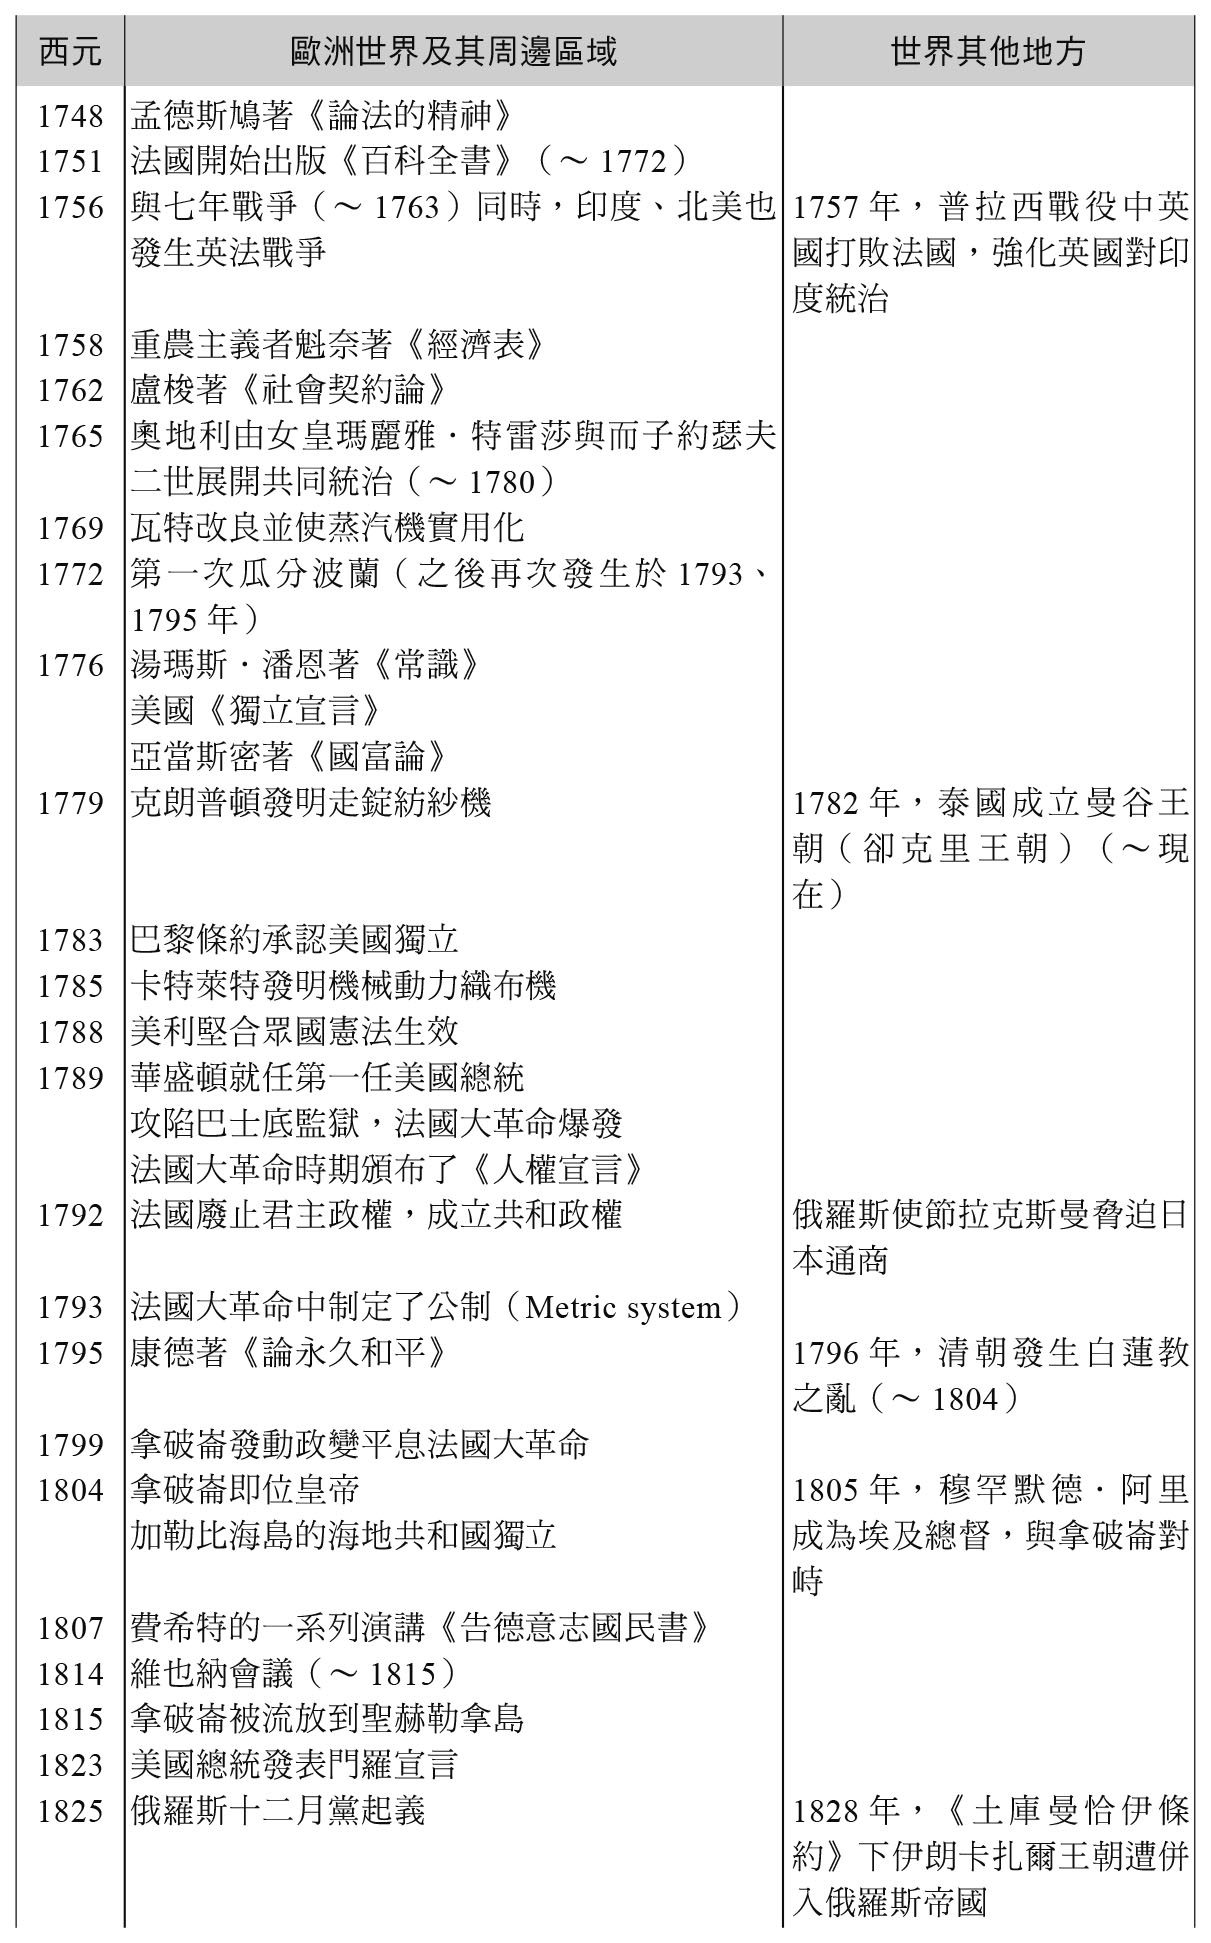 西元 歐洲世界及其周邊區域 世界其他地方
1748 孟德斯鳩著《論法的精神》
1751 法國開始出版《百科全書》（～1772）
1756 與七年戰爭（～1763）同時，印度、北美也 1757 年，普拉西戰役中英
發生英法戰爭 國打敗法國，強化英國對印
度統治
1758 重農主義者魁奈著《經濟表》
1762 盧梭著《社會契約論》
1765 奧地利由女皇瑪麗雅．特雷莎與而子約瑟夫
二世展開共同統治（～1780）
1769 瓦特改良並使蒸汽機實用化
1772 第一次瓜分波蘭（之後再次發生於 1793、
1795 年）
1776 湯瑪斯．潘恩著《常識》
美國《獨立宣言》
亞當斯密著《國富論》
1779 克朗普頓發明走錠紡紗機 1782 年，泰國成立曼谷王
朝（卻克里王朝）（～現
在）
1783 巴黎條約承認美國獨立
1785 卡特萊特發明機械動力織布機
1788 美利堅合眾國憲法生效
1789 華盛頓就任第一任美國總統
攻陷巴士底監獄，法國大革命爆發
法國大革命時期頒布了《人權宣言》
1792 法國廢止君主政權，成立共和政權 俄羅斯使節拉克斯曼脅迫日
本通商
1793 法國大革命中制定了公制（Metric system）
1795 康德著《論永久和平》 1796 年，清朝發生白蓮教
之亂（～1804）
1799 拿破崙發動政變平息法國大革命
1804 拿破崙即位皇帝 1805 年，穆罕默德．阿里
加勒比海島的海地共和國獨立 成為埃及總督，與拿破崙對
峙
1807 費希特的一系列演講《告德意志國民書》
1814 維也納會議（～1815）
1815 拿破崙被流放到聖赫勒拿島
1823 美國總統發表門羅宣言
1825 俄羅斯十二月黨起義 1828 年，《土庫曼恰伊條
約》下伊朗卡扎爾王朝遭併
入俄羅斯帝國